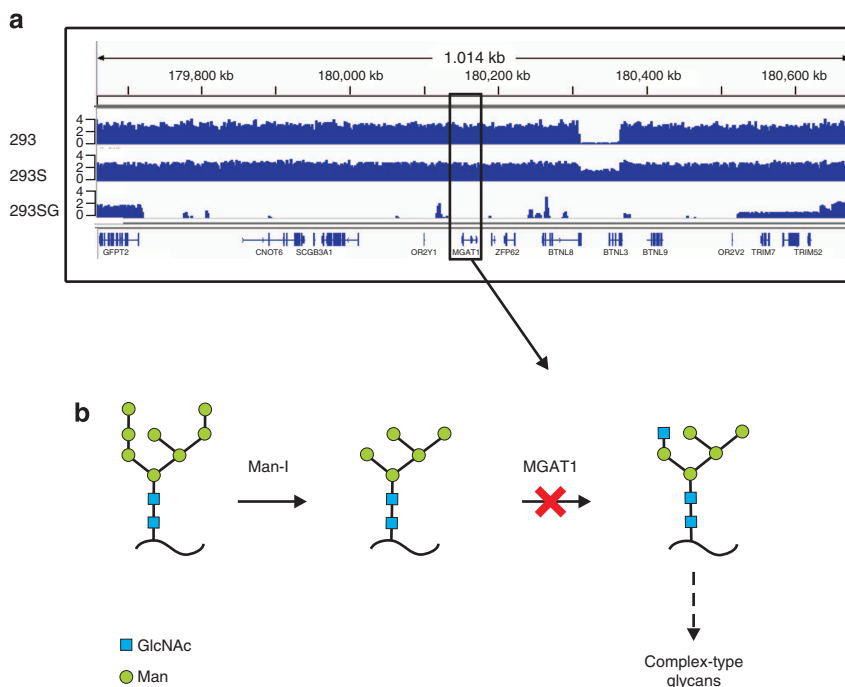 a
1.014 kb
179,800 kb 180,000 kb 180,200 kb 180,400 kb 180,600 kb
4
2
0
293
4
2
0
293S
4
2
0
293SG
GFPT2 CNOT6 SCGB3A1 OR2Y1 MGAT1 ZFP62 BTNL8 BTNL3 BTNL9 OR2V2 TRIM7 TRIM52
b
Man-I
MGAT1
GlcNAc
Man
Complex-type
glycans